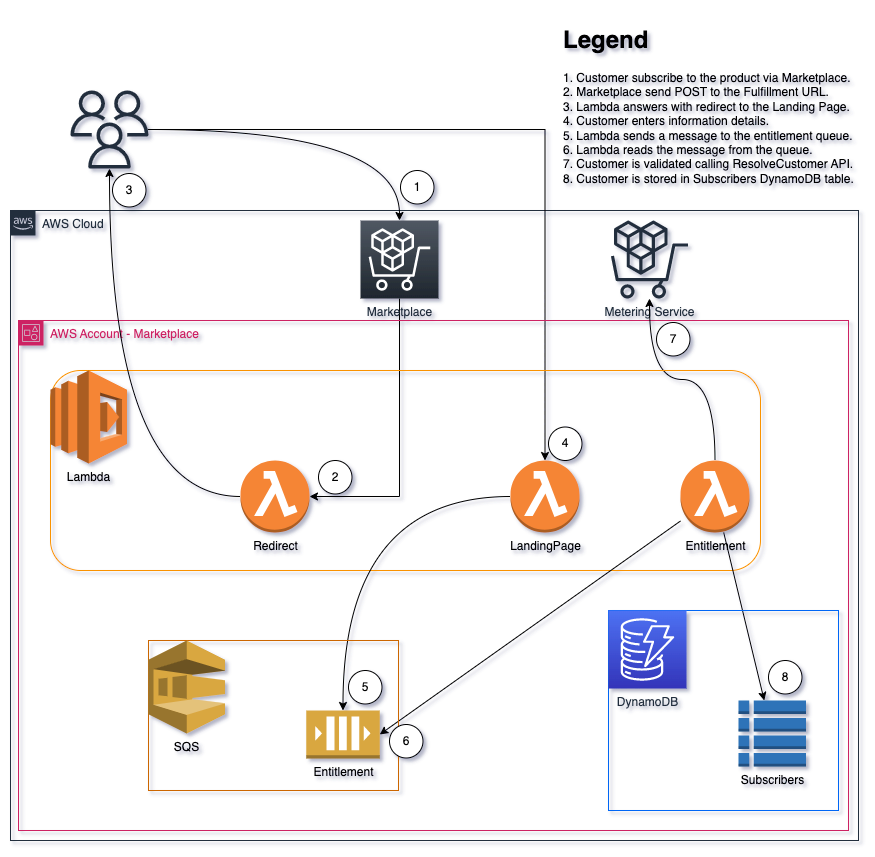 Legend
1. Customer subscribe to the product via Marketplace.
2. Marketplace send POST to the Fulfillment URL.
3. Lambda answers with redirect to the Landing Page.
4. Customer enters information details.
5. Lambda sends a message to the entitlement queue.
6. Lambda reads the message from the queue.
7. Customer is validated calling ResolveCustomer API.
8. Customer is stored in Subscribers DynamoDB table.
3
1
aws
AWS Cloud
Marketplace
Metering Service
AWS Account - Marketplace
7
4
Lambda
2
Redirect
LandingPage
Entitlement
5
8
DynamoDB
SQS
6
Entitlement
Subscribers